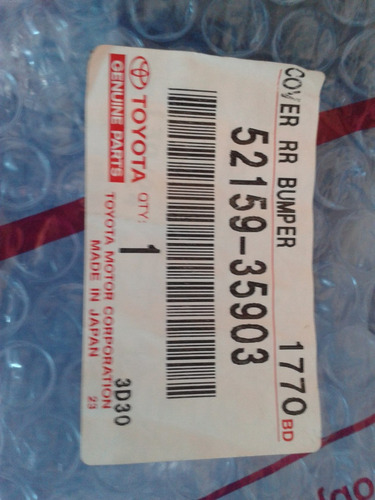 COVER RR BUMPER 1770 BD
52159-35903
TOYOTA
GENUINE PARTS
QTY:
1
TOYOTA MOTOR CORPORATION
MADE IN JAPAN
23
3D30